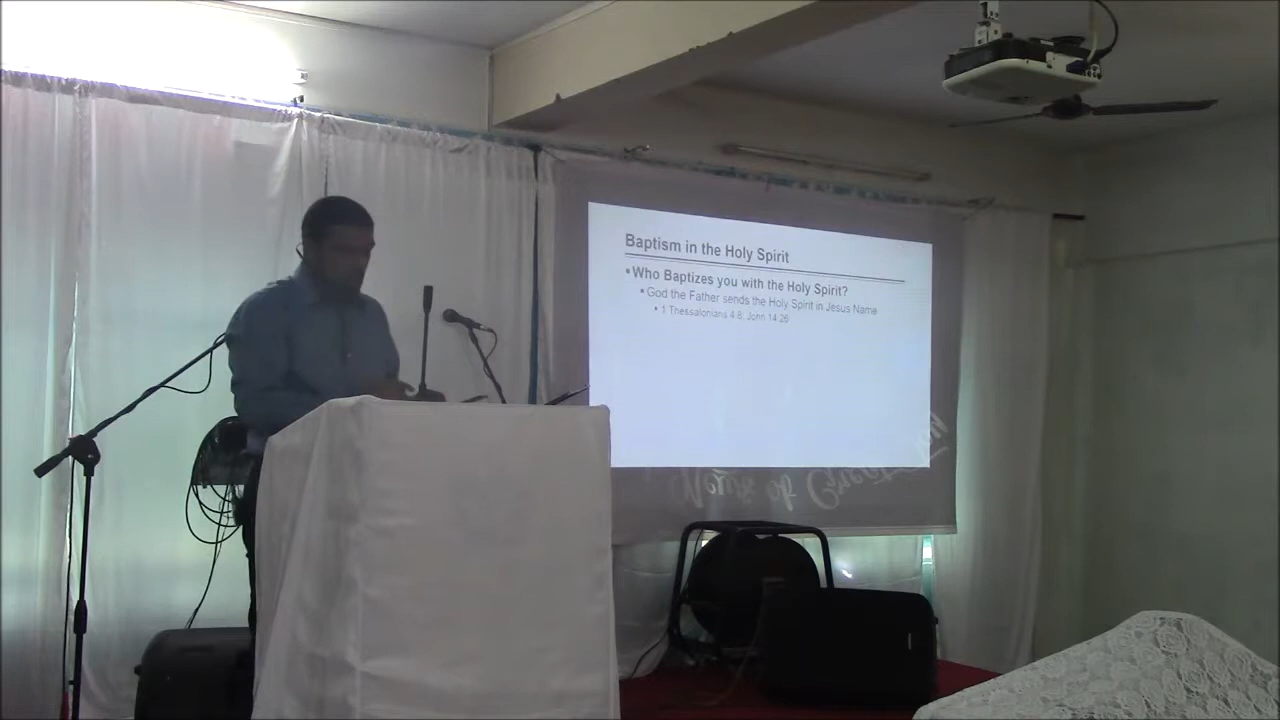 Baptism in the Holy Spirit
•Who Baptizes you with the Holy Spirit?
•God the Father sends the Holy Spirit in Jesus Name
•1 Thessalonians 4:8; John 14:26
of